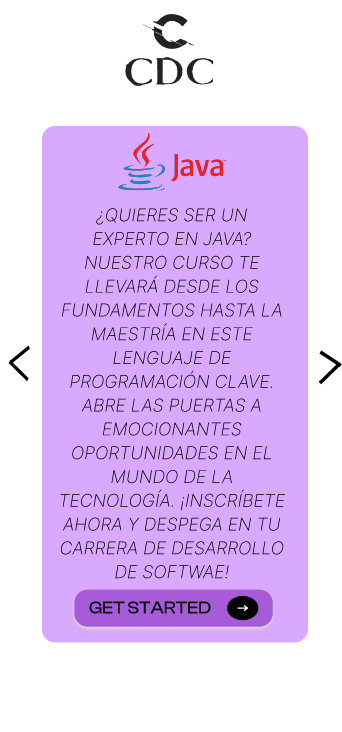 CDC
Java
¿QUIERES SER UN
EXPERTO EN JAVA?
NUESTRO CURSO TE
LLEVARÁ DESDE LOS
FUNDAMENTOS HASTA LA
MAESTRÍA EN ESTE
LENGUAJE DE
PROGRAMACIÓN CLAVE.
ABRE LAS PUERTAS A
EMOCIONANTES
OPORTUNIDADES EN EL
MUNDO DE LA
TECNOLOGÍA. ¡INSCRÍBETE
AHORA Y DESPEGA EN TU
CARRERA DE DESARROLLO
DE SOFTWAE!
GET STARTED